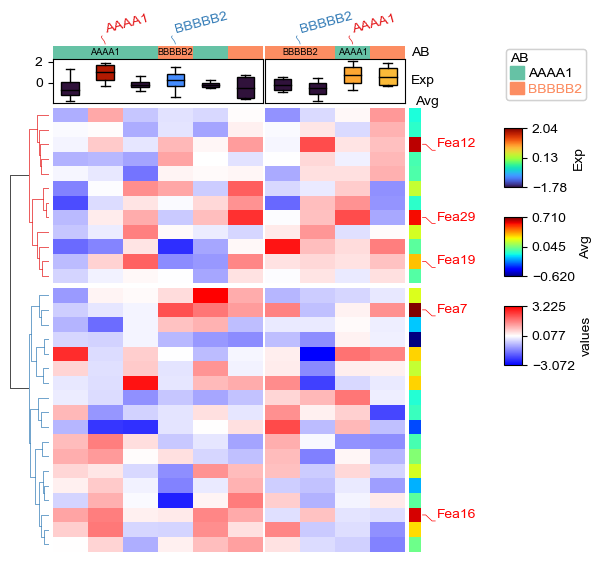 AAAA1 BBBBB2 BBBBB2 AAAA1
AAAA1 BBBBB2 BBBBB2 AAAA1 AB
2
0
Exp
Avg
Fea12
Fea29
Fea19
Fea7
Fea16
AB
AAAA1
BBBBB2
2.04
0.13
−1.78
Exp
0.710
0.045
−0.620
Avg
3.225
0.077
−3.072
values